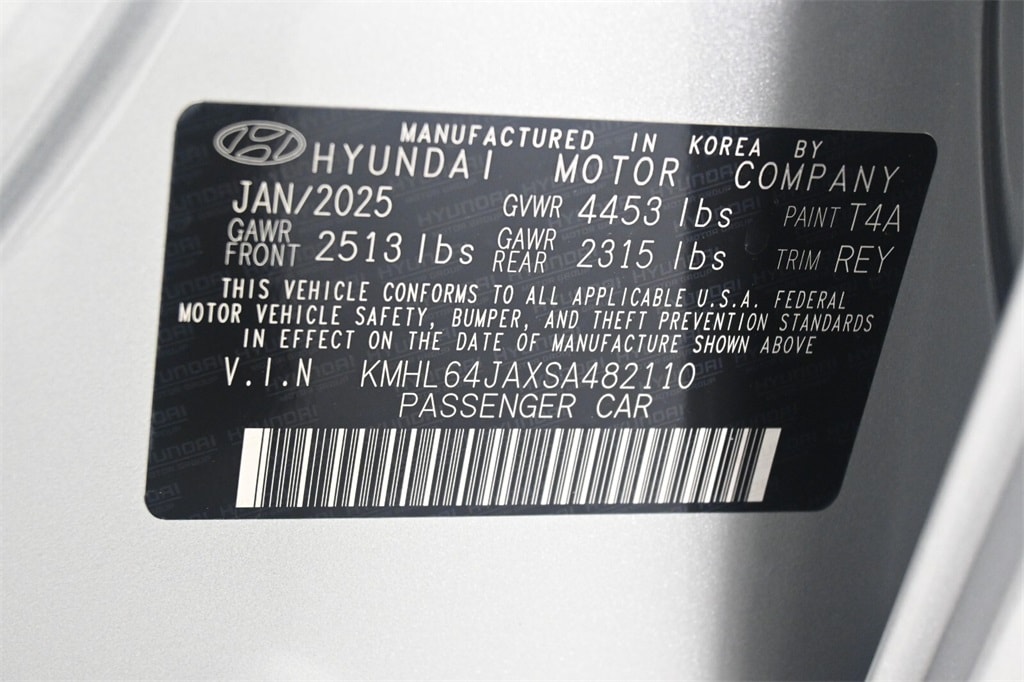 MANUFACTURED IN KOREA BY
HYUNDAI MOTOR COMPANY
JAN/2025 GVWR 4453 lbs PAINT T4A
GAWR FRONT 2513 lbs GAWR REAR 2315 lbs TRIM REY
THIS VEHICLE CONFORMS TO ALL APPLICABLE U.S.A. FEDERAL
MOTOR VEHICLE SAFETY, BUMPER, AND THEFT PREVENTION STANDARDS
IN EFFECT ON THE DATE OF MANUFACTURE SHOWN ABOVE
V.I.N KMHL64JAXSA482110
PASSENGER CAR